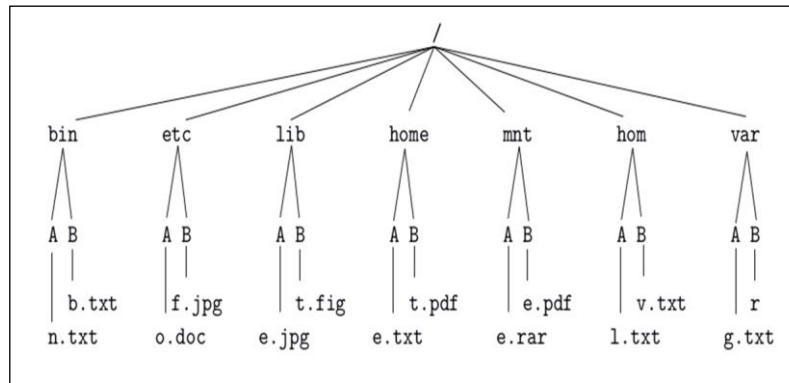 /
bin etc lib home mnt hom var
A B A B A B A B A B A B A B
b.txt f.jpg t.fig t.pdf e.pdf v.txt r
n.txt o.doc e.jpg e.txt e.rar l.txt g.txt